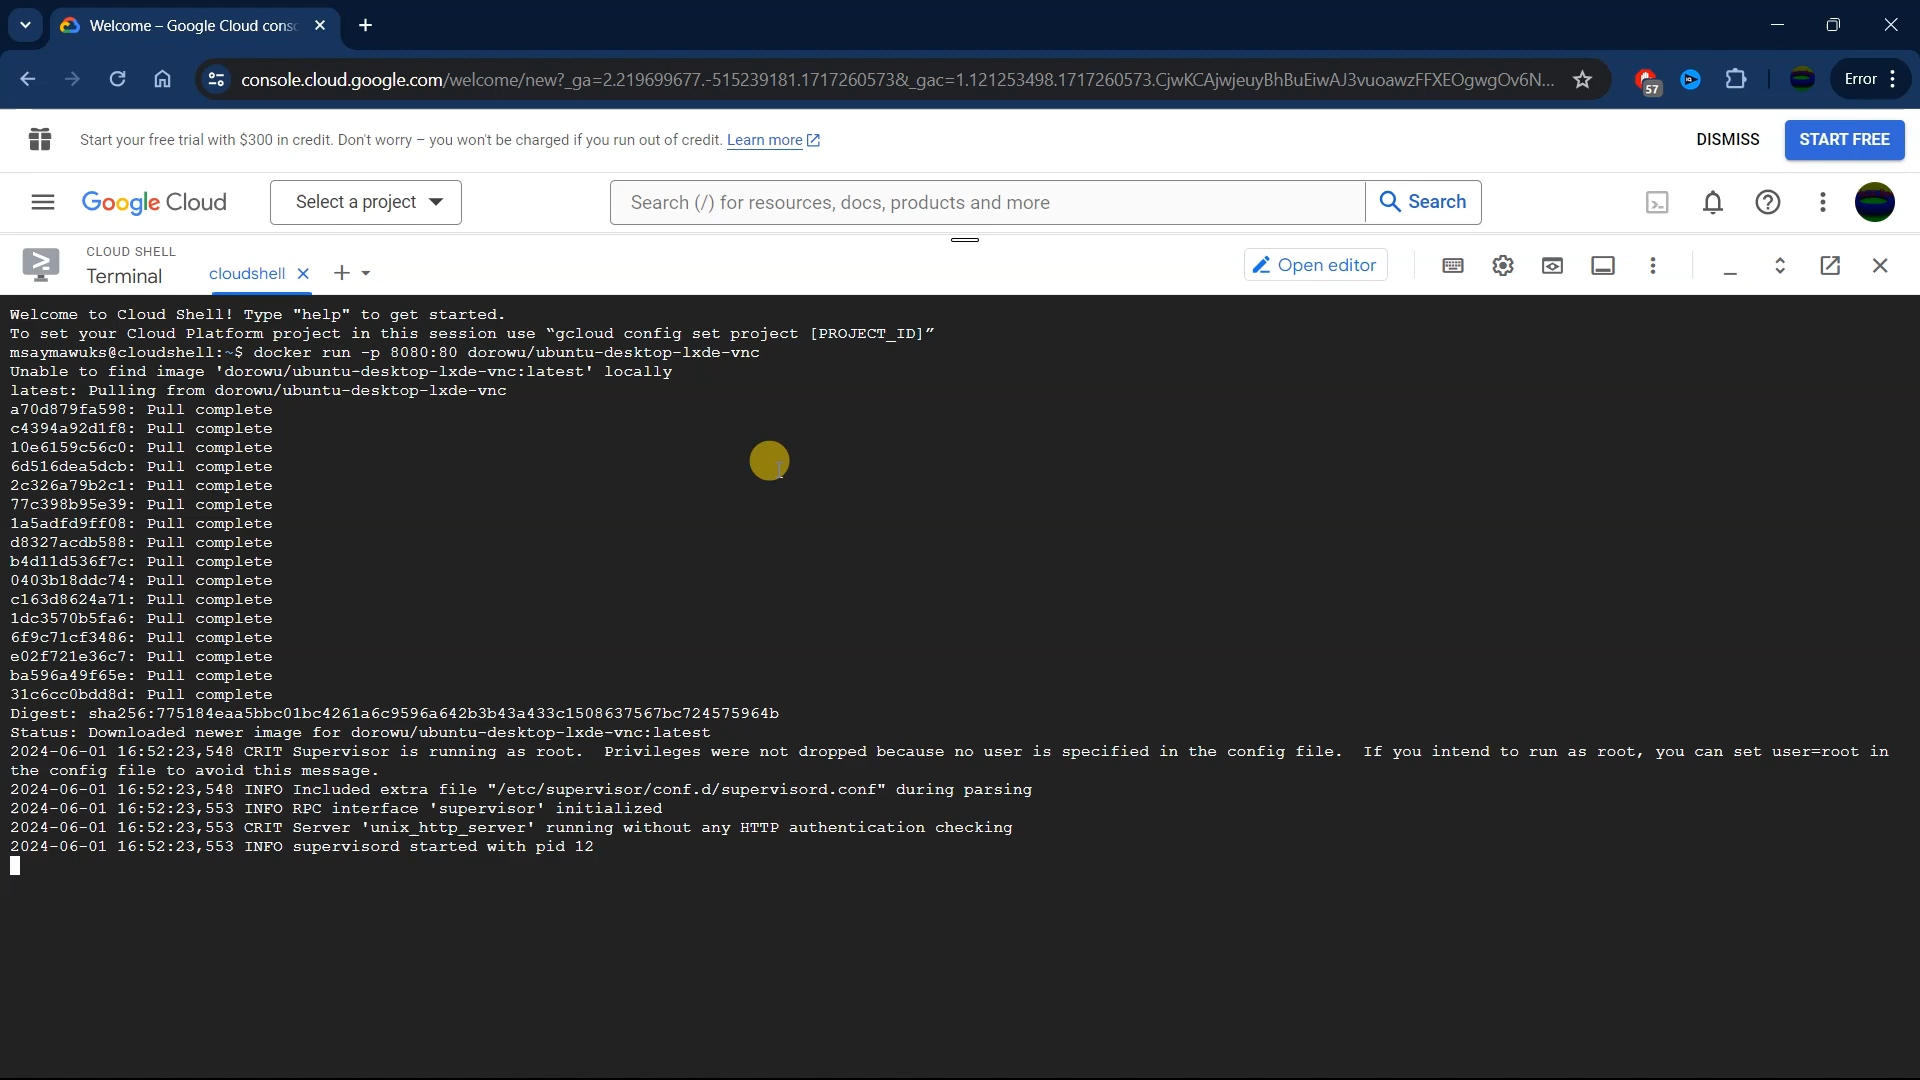 Welcome – Google Cloud cons
console.cloud.google.com/welcome/new?_ga=2.219699677.-515239181.1717260573&_gac=1.121253498.1717260573.CjwKCAjwjeuyBhBuEiwAJ3vuoawzFFXEOgwgOv6N...
57
Error
Start your free trial with $300 in credit. Don't worry – you won't be charged if you run out of credit. Learn more
DISMISS
START FREE
Google Cloud
Select a project
Search (/) for resources, docs, products and more
Search
CLOUD SHELL
Terminal
cloudshell
Open editor
Welcome to Cloud Shell! Type "help" to get started.
To set your Cloud Platform project in this session use “gcloud config set project [PROJECT_ID]”
msaymawuks@cloudshell:~$ docker run -p 8080:80 dorowu/ubuntu-desktop-lxde-vnc
Unable to find image 'dorowu/ubuntu-desktop-lxde-vnc:latest' locally
latest: Pulling from dorowu/ubuntu-desktop-lxde-vnc
a70d879fa598: Pull complete
c4394a92d1f8: Pull complete
10e6159c56c0: Pull complete
6d516dea5dcb: Pull complete
2c326a79b2c1: Pull complete
77c398b95e39: Pull complete
1a5adfd9ff08: Pull complete
d8327acdb588: Pull complete
b4d11d536f7c: Pull complete
0403b18ddc74: Pull complete
c163d8624a71: Pull complete
1dc3570b5fa6: Pull complete
6f9c71cf3486: Pull complete
e02f721e36c7: Pull complete
ba596a49f65e: Pull complete
31c6cc0bdd8d: Pull complete
Digest: sha256:775184eaa5bbc01bc4261a6c9596a642b3b43a433c1508637567bc724575964b
Status: Downloaded newer image for dorowu/ubuntu-desktop-lxde-vnc:latest
2024-06-01 16:52:23,548 CRIT Supervisor is running as root.  Privileges were not dropped because no user is specified in the config file.  If you intend to run as root, you can set user=root in
the config file to avoid this message.
2024-06-01 16:52:23,548 INFO Included extra file "/etc/supervisor/conf.d/supervisord.conf" during parsing
2024-06-01 16:52:23,553 INFO RPC interface 'supervisor' initialized
2024-06-01 16:52:23,553 CRIT Server 'unix_http_server' running without any HTTP authentication checking
2024-06-01 16:52:23,553 INFO supervisord started with pid 12